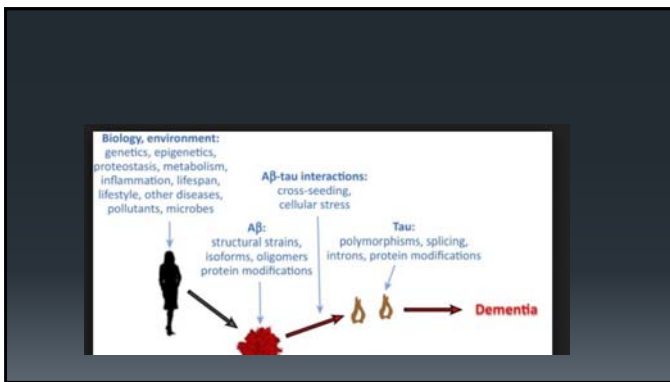 Biology, environment:
genetics, epigenetics,
proteostasis, metabolism,
inflammation, lifespan,
lifestyle, other diseases,
pollutants, microbes
Aβ-tau interactions:
cross-seeding,
cellular stress
Aβ:
structural strains,
isoforms, oligomers
protein modifications
Tau:
polymorphisms, splicing,
introns, protein modifications
Dementia